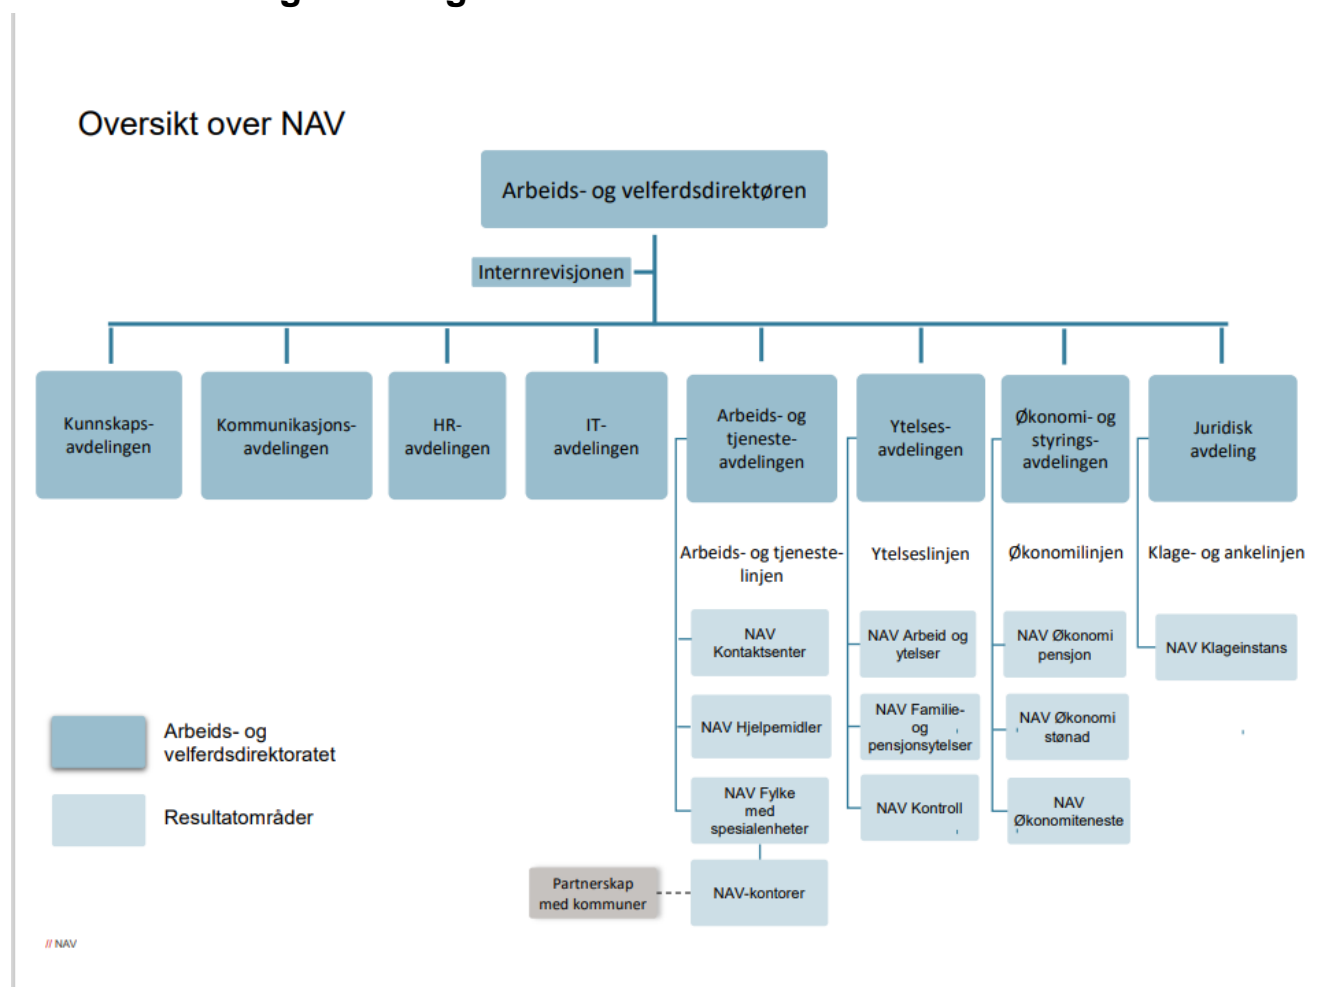 Oversikt over NAV
Arbeids- og velferdsdirektøren
Internrevisjonen
Kunnskaps-
avdelingen
Kommunikasjons-
avdelingen
HR-
avdelingen
IT-
avdelingen
Arbeids- og
tjeneste-
avdelingen
Ytelses-
avdelingen
Økonomi- og
styrings-
avdelingen
Juridisk
avdeling
Arbeids- og tjeneste-
linjen
Ytelseslinjen
Økonomilinjen
Klage- og ankelinjen
NAV
Kontaktsenter
NAV Arbeid og
ytelser
NAV Økonomi
pensjon
NAV Klageinstans
NAV Hjelpemidler
NAV Familie-
og
pensjonsytelser
NAV Økonomi
stønad
NAV Fylke
med
spesialenheter
NAV Kontroll
NAV
Økonomiteneste
Partnerskap
med kommuner
NAV-kontorer
Arbeids- og
velferdsdirektoratet
Resultatområder
// NAV